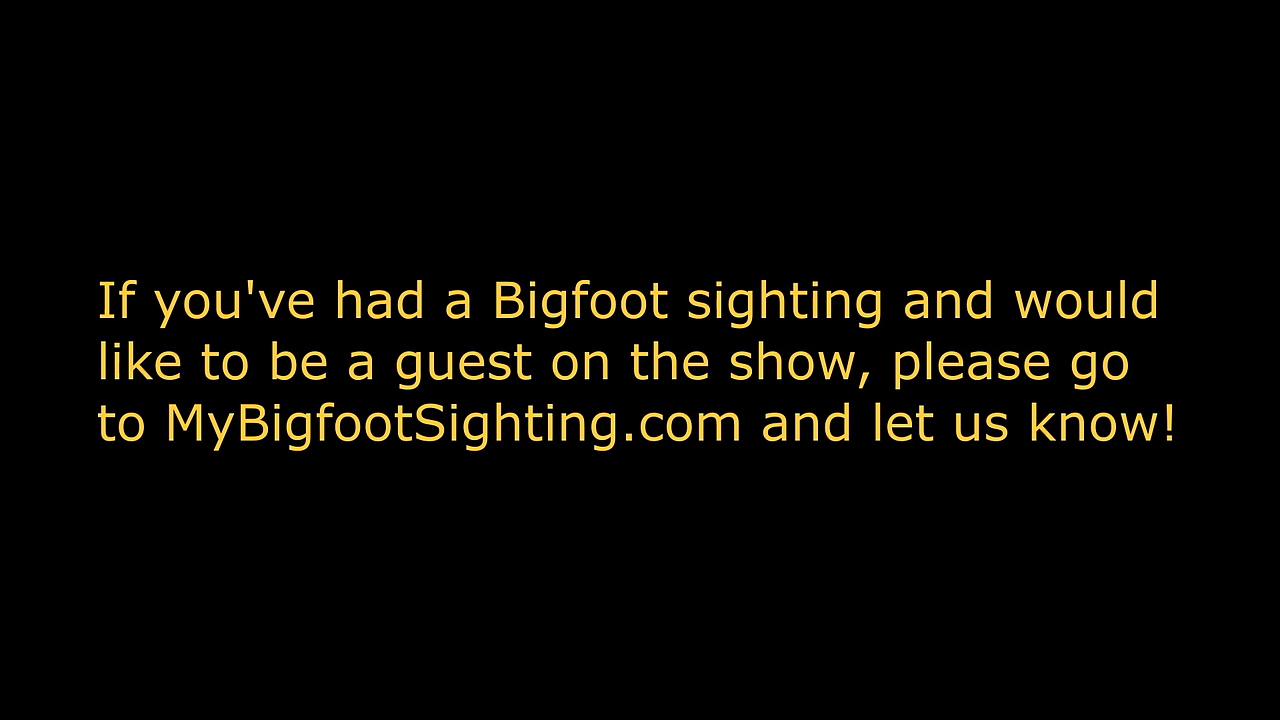 If you've had a Bigfoot sighting and would
like to be a guest on the show, please go
to MyBigfootSighting.com and let us know!